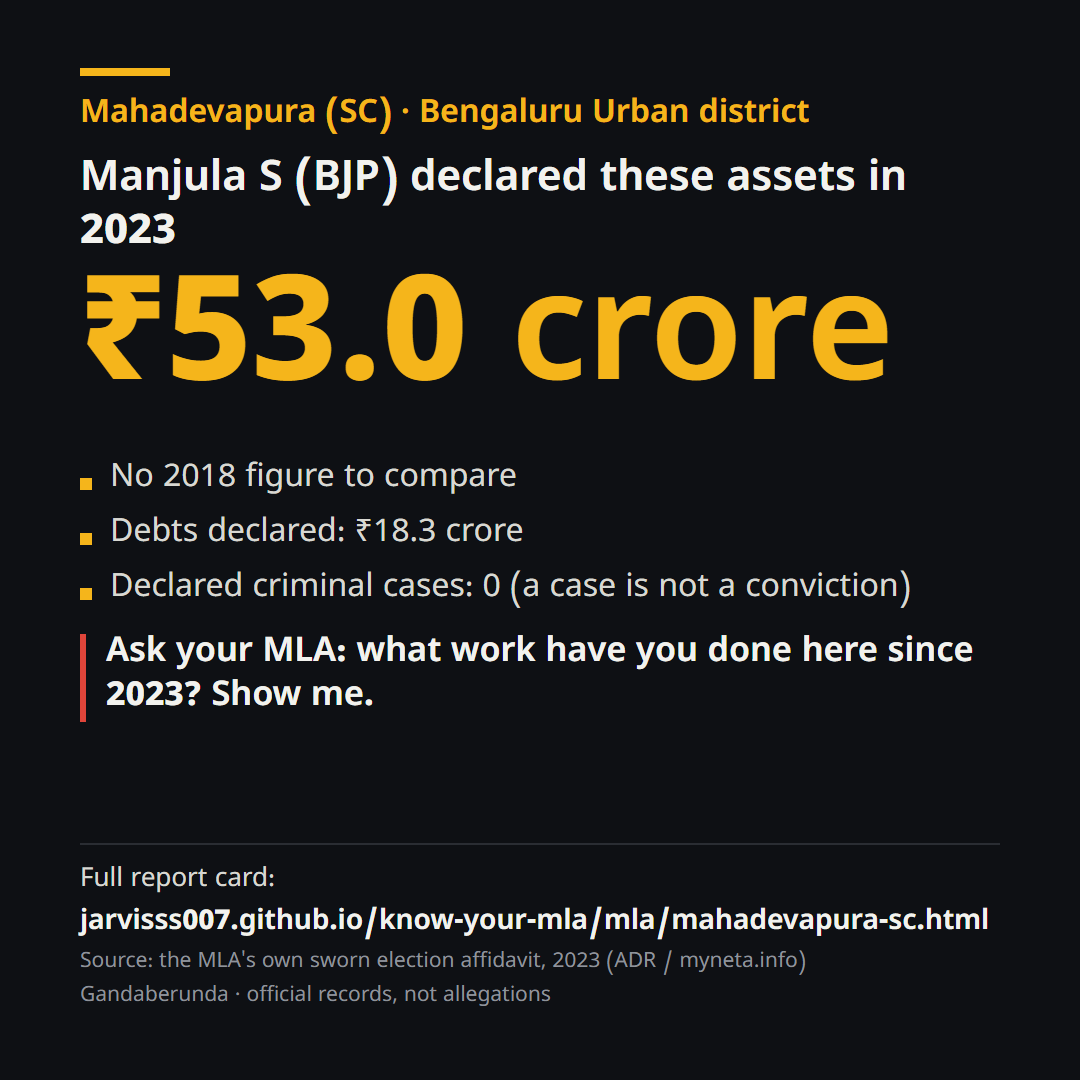 Mahadevapura (SC) · Bengaluru Urban district
Manjula S (BJP) declared these assets in
2023
₹53.0 crore
No 2018 figure to compare
Debts declared: ₹18.3 crore
Declared criminal cases: 0 (a case is not a conviction)
Ask your MLA: what work have you done here since
2023? Show me.
Full report card:
jarvisss007.github.io/know-your-mla/mla/mahadevapura-sc.html
Source: the MLA's own sworn election affidavit, 2023 (ADR / myneta.info)
Gandaberunda · official records, not allegations